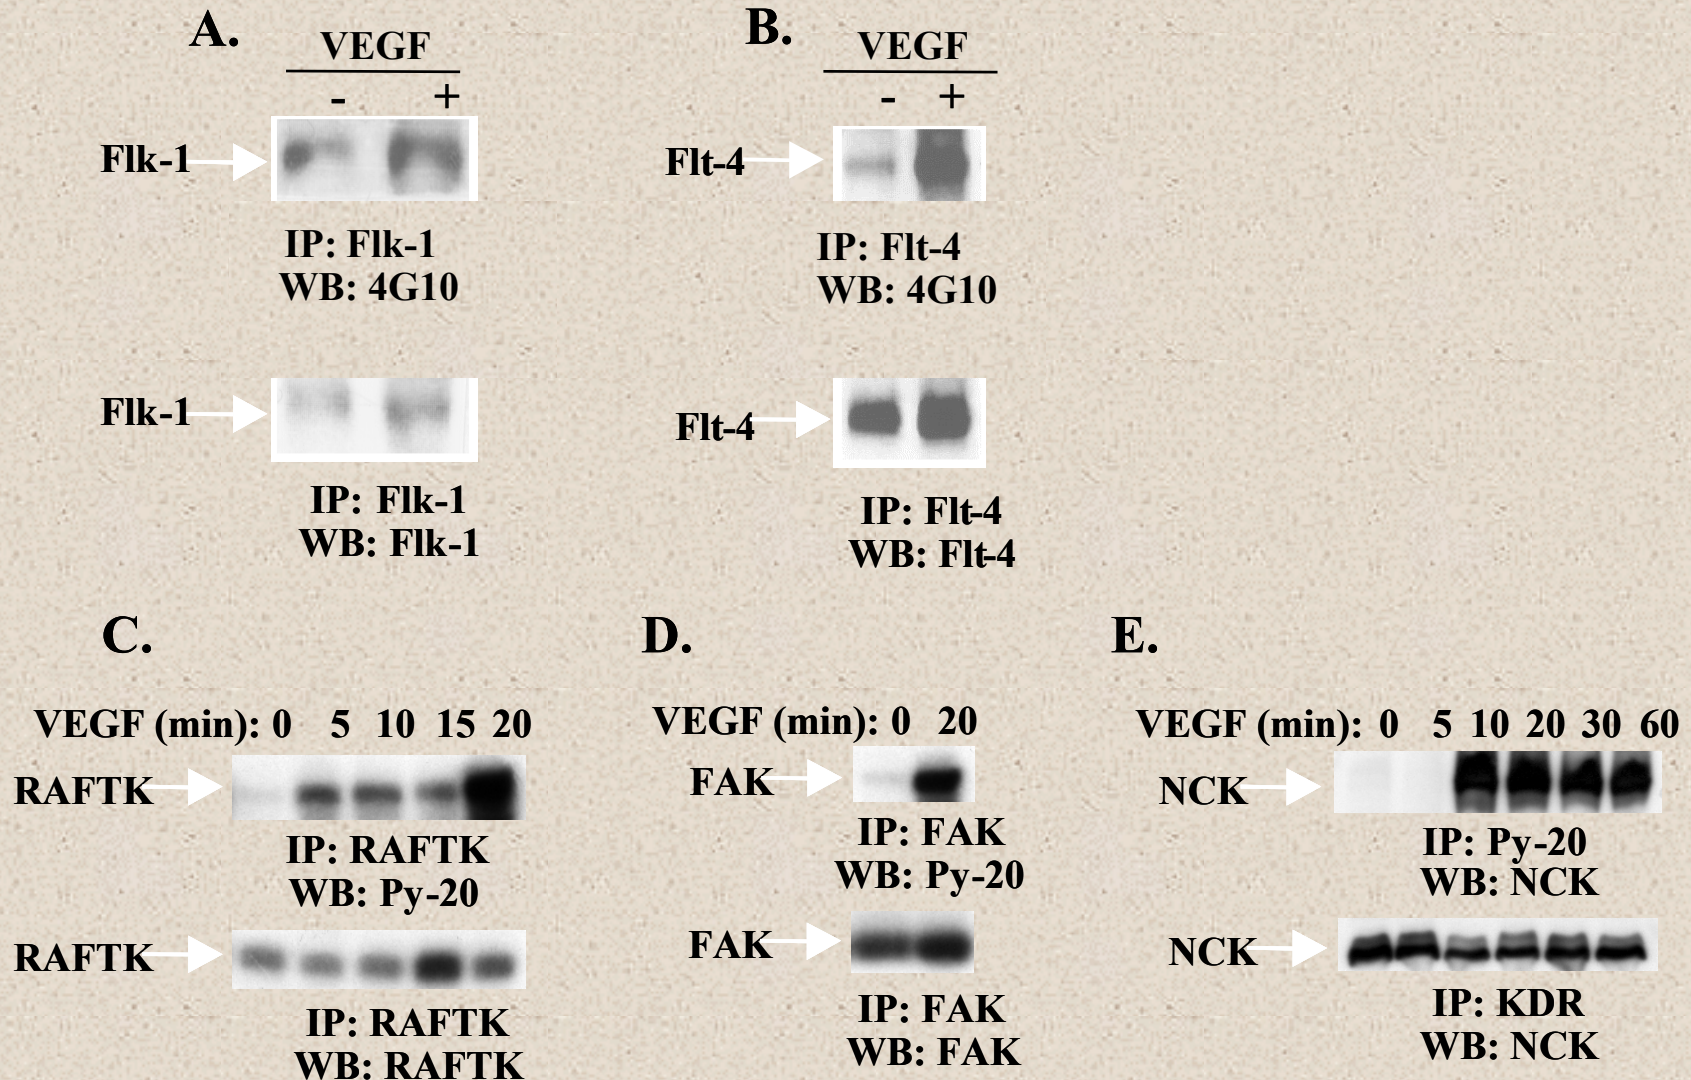 A.
VEGF
- +
Flk-1
IP: Flk-1
WB: 4G10
Flk-1
IP: Flk-1
WB: Flk-1
B.
VEGF
- +
Flt-4
IP: Flt-4
WB: 4G10
Flt-4
IP: Flt-4
WB: Flt-4
C.
VEGF (min): 0 5 10 15 20
RAFTK
IP: RAFTK
WB: Py-20
RAFTK
IP: RAFTK
WB: RAFTK
D.
VEGF (min): 0 20
FAK
IP: FAK
WB: Py-20
FAK
IP: FAK
WB: FAK
E.
VEGF (min): 0 5 10 20 30 60
NCK
IP: Py-20
WB: NCK
NCK
IP: KDR
WB: NCK